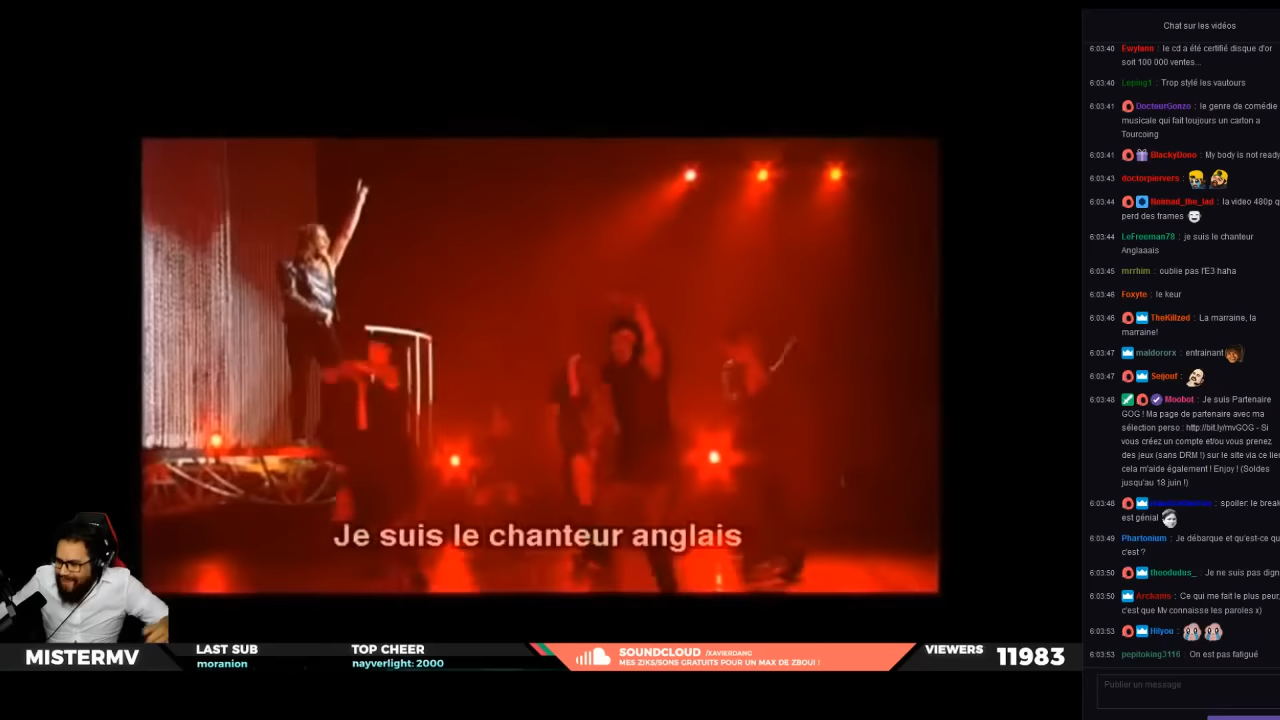 Chat sur les vidéos
6:03:40 Ewylann : le cd a été certifié disque d'or
soit 100 000 ventes...
6:03:40 Leping1 : Trop stylé les vautours
6:03:41 DocteurGonzo : le genre de comédie
musicale qui fait toujours un carton a
Tourcoing
6:03:41 BlackyDono : My body is not ready
6:03:43 doctorpiervers :
6:03:44 Nomad_the_lad : la video 480p q
perd des frames
6:03:44 LeFreeman78 : je suis le chanteur
Anglaaais
6:03:45 mrrhim : oublie pas l'E3 haha
6:03:46 Foxyte : le keur
6:03:46 TheKillzed : La marraine, la
marraine!
6:03:47 maldororx : entrainant
6:03:47 Seijouf :
6:03:48 Moobot : Je suis Partenaire
GOG ! Ma page de partenaire avec ma
sélection perso : http://bit.ly/mvGOG - Si
vous créez un compte et/ou vous prenez
des jeux (sans DRM !) sur le site via ce lien
cela m'aide également ! Enjoy ! (Soldes
jusqu'au 18 juin !)
6:03:48 : spoiler: le break
est génial
6:03:49 Phartonium : Je débarque et qu'est-ce qu
c'est ?
6:03:50 theodudus_ : Je ne suis pas dign
6:03:50 Arckams : Ce qui me fait le plus peur,
c'est que Mv connaisse les paroles x)
6:03:53 Hilyou :
6:03:53 pepitoking3116 : On est pas fatigué
Publier un message
Je suis le chanteur anglais
MISTERMV
LAST SUB
moranion
TOP CHEER
nayverlight: 2000
SOUNDCLOUD /XAVIERDANG
MES ZIKS/SONS GRATUITS POUR UN MAX DE ZBOUI !
VIEWERS 11983